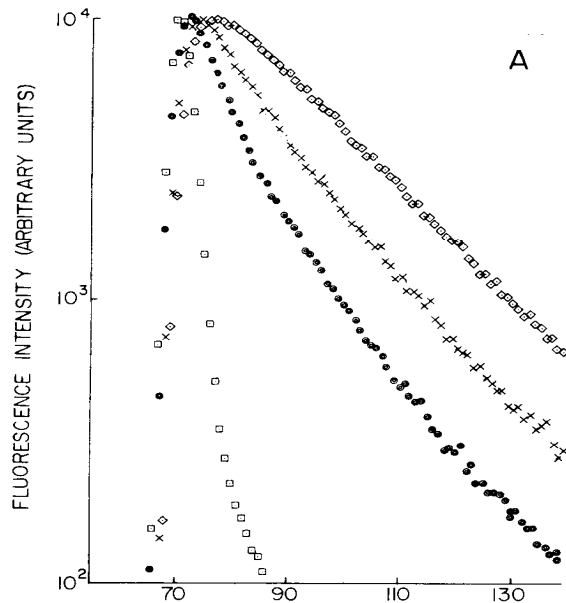 10⁴
A
FLUORESCENCE INTENSITY (ARBITRARY UNITS)
10³
10²
70 90 110 130